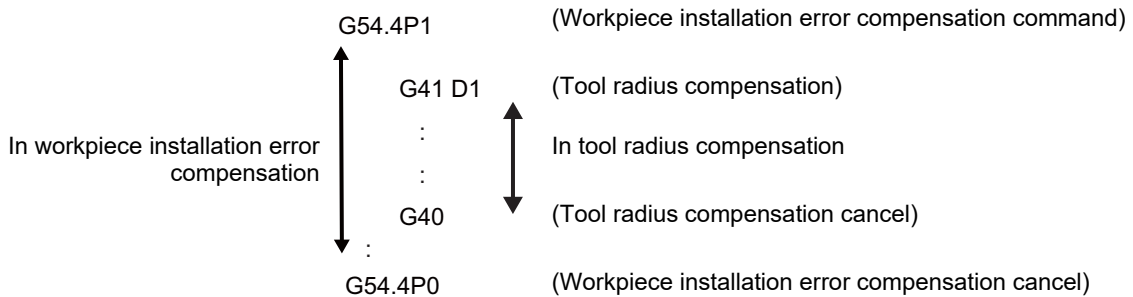 G54.4P1 (Workpiece installation error compensation command)
G41 D1 (Tool radius compensation)
:
In workpiece installation error
compensation
In tool radius compensation
:
G40 (Tool radius compensation cancel)
:
G54.4P0 (Workpiece installation error compensation cancel)